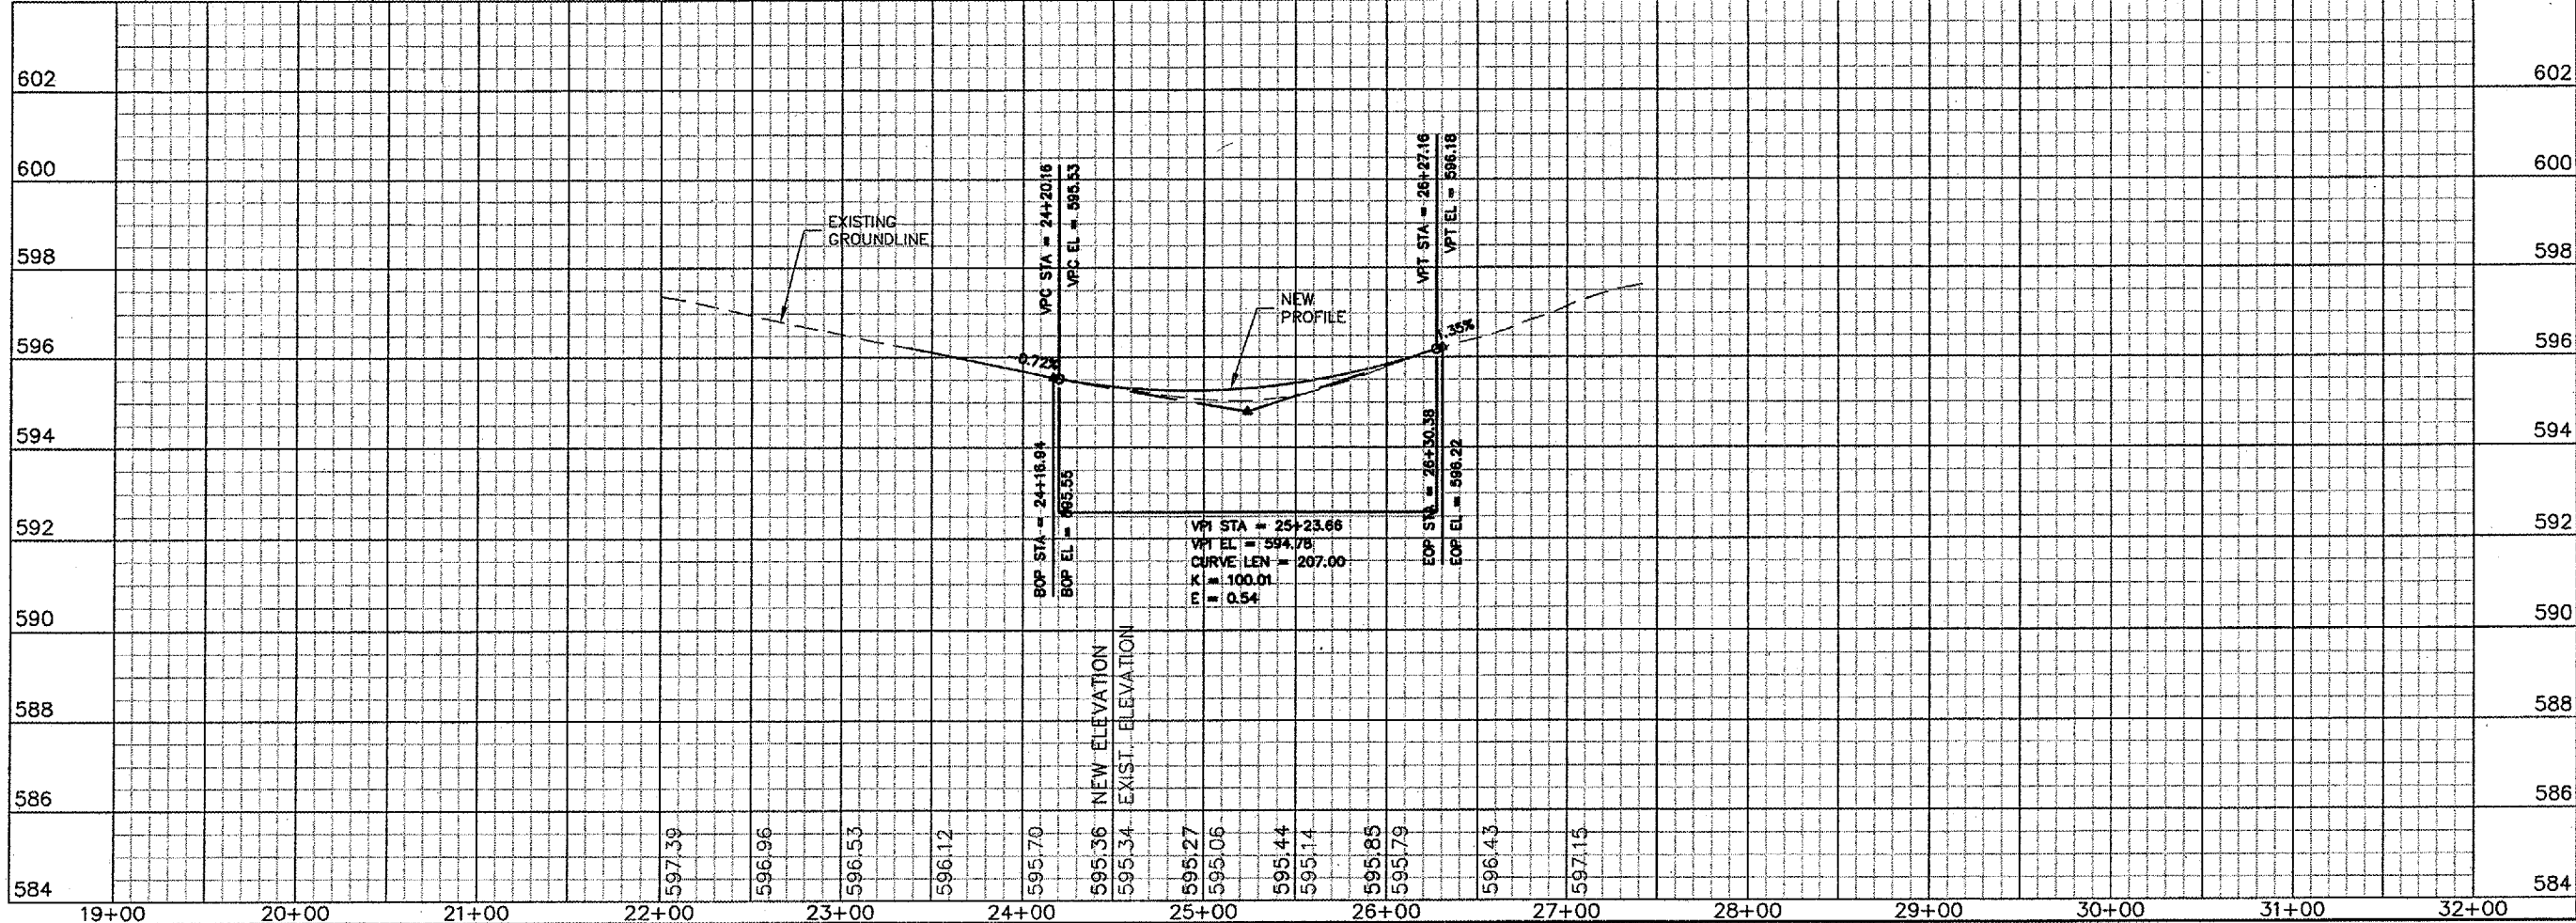 602
602
600
600
598
598
596
596
594
594
592
592
590
590
588
588
586
586
584
584
EXISTING
GROUNDLINE
VPC STA = 24+20.16
VPC EL = 595.53
VPT STA = 26+27.16
VPT EL = 596.18
NEW
PROFILE
0.72%
.35%
BOP STA = 24+16.94
BOP EL = 595.55
EOP STA = 26+30.38
EOP EL = 596.22
VPI STA = 25+23.66
VPI EL = 594.78
CURVE LEN = 207.00
K = 100.01
E = 0.54
NEW ELEVATION
EXIST. ELEVATION
597.39
596.96
596.53
596.12
595.70
595.36
595.34
595.27
595.06
595.44
595.14
595.85
595.79
596.43
597.15
19+00
20+00
21+00
22+00
23+00
24+00
25+00
26+00
27+00
28+00
29+00
30+00
31+00
32+00